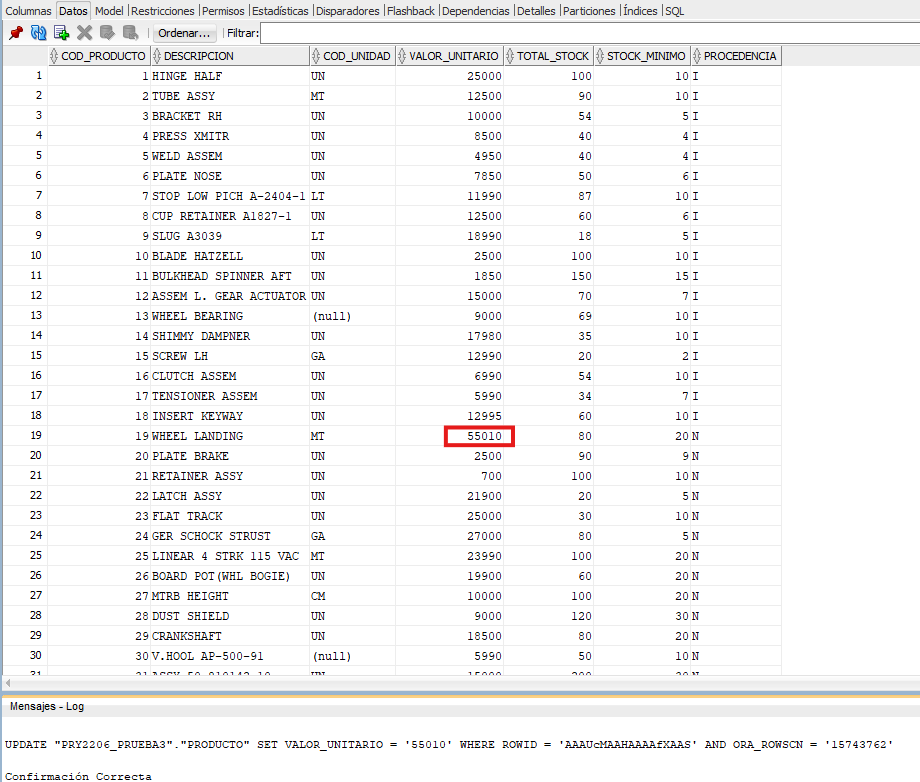 Columnas Datos Model Restricciones Permisos Estadísticas Disparadores Flashback Dependencias Detalles Particiones Índices SQL
Ordenar... Filtrar:
COD_PRODUCTO DESCRIPCION COD_UNIDAD VALOR_UNITARIO TOTAL_STOCK STOCK_MINIMO PROCEDENCIA
1 1 HINGE HALF UN 25000 100 10 I
2 2 TUBE ASSY MT 12500 90 10 I
3 3 BRACKET RH UN 10000 54 5 I
4 4 PRESS XMITR UN 8500 40 4 I
5 5 WELD ASSEM UN 4950 40 4 I
6 6 PLATE NOSE UN 7850 50 6 I
7 7 STOP LOW PICH A-2404-1 LT 11990 87 10 I
8 8 CUP RETAINER A1827-1 UN 12500 60 6 I
9 9 SLUG A3039 LT 18990 18 5 I
10 10 BLADE HATZELL UN 2500 100 10 I
11 11 BULKHEAD SPINNER AFT UN 1850 150 15 I
12 12 ASSEM L. GEAR ACTUATOR UN 15000 70 7 I
13 13 WHEEL BEARING (null) 9000 69 10 I
14 14 SHIMMY DAMPNER UN 17980 35 10 I
15 15 SCREW LH GA 12990 20 2 I
16 16 CLUTCH ASSEM UN 6990 54 10 I
17 17 TENSIONER ASSEM UN 5990 34 7 I
18 18 INSERT KEYWAY UN 12995 60 10 I
19 19 WHEEL LANDING MT 55010 80 20 N
20 20 PLATE BRAKE UN 2500 90 9 N
21 21 RETAINER ASSY UN 700 100 10 N
22 22 LATCH ASSY UN 21900 20 5 N
23 23 FLAT TRACK UN 25000 30 10 N
24 24 GER SCHOCK STRUST GA 27000 80 5 N
25 25 LINEAR 4 STRK 115 VAC MT 23990 100 20 N
26 26 BOARD POT(WHL BOGIE) UN 19900 60 20 N
27 27 MTRB HEIGHT CM 10000 100 20 N
28 28 DUST SHIELD UN 9000 120 30 N
29 29 CRANKSHAFT UN 18500 80 20 N
30 30 V.HOOL AP-500-91 (null) 5990 50 10 N
Mensajes - Log
UPDATE "PRY2206_PRUEBA3"."PRODUCTO" SET VALOR_UNITARIO = '55010' WHERE ROWID = 'AAAUcMAAHAAAAfXAAS' AND ORA_ROWSCN = '15743762'
Confirmación Correcta